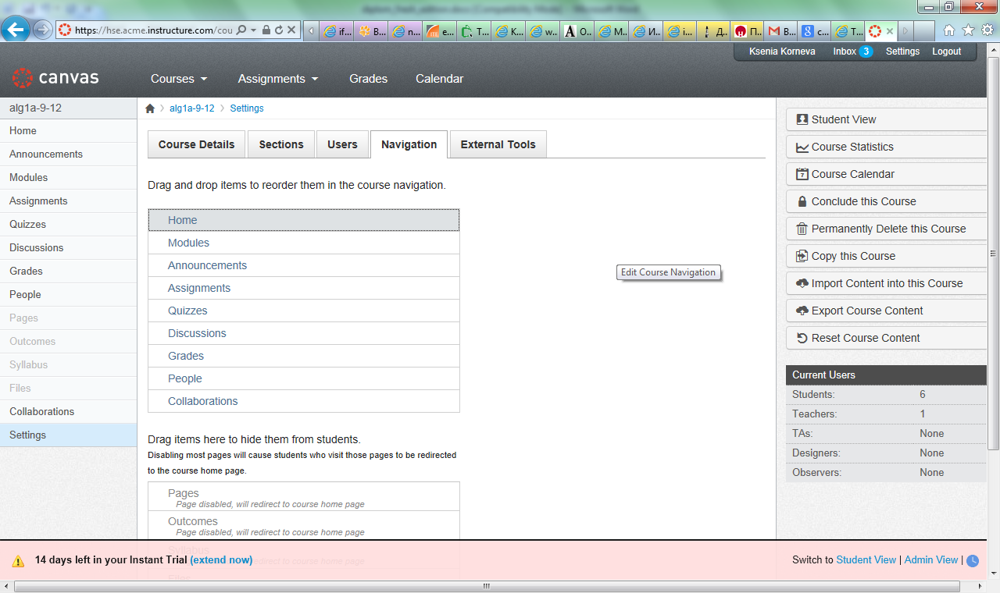 https://hse.acme.instructure.com/cou
if...
B...
n...
e...
T...
K...
w...
O...
M...
И...
i...
Д...
П...
B...
c...
T...
Ksenia Korneva Inbox 3 Settings Logout
canvas Courses Assignments Grades Calendar
alg1a-9-12
Home
Announcements
Modules
Assignments
Quizzes
Discussions
Grades
People
Pages
Outcomes
Syllabus
Files
Collaborations
Settings
alg1a-9-12 Settings
Course Details Sections Users Navigation External Tools
Drag and drop items to reorder them in the course navigation.
Home
Modules
Announcements
Assignments
Quizzes
Discussions
Grades
People
Collaborations
Edit Course Navigation
Drag items here to hide them from students.
Disabling most pages will cause students who visit those pages to be redirected
to the course home page.
Pages
Page disabled, will redirect to course home page
Outcomes
Page disabled, will redirect to course home page
Syllabus
redirect to course home page
Files
Student View
Course Statistics
7 Course Calendar
Conclude this Course
Permanently Delete this Course
Copy this Course
Import Content into this Course
Export Course Content
Reset Course Content
Current Users
Students: 6
Teachers: 1
TAs: None
Designers: None
Observers: None
14 days left in your Instant Trial (extend now)
Switch to Student View | Admin View |